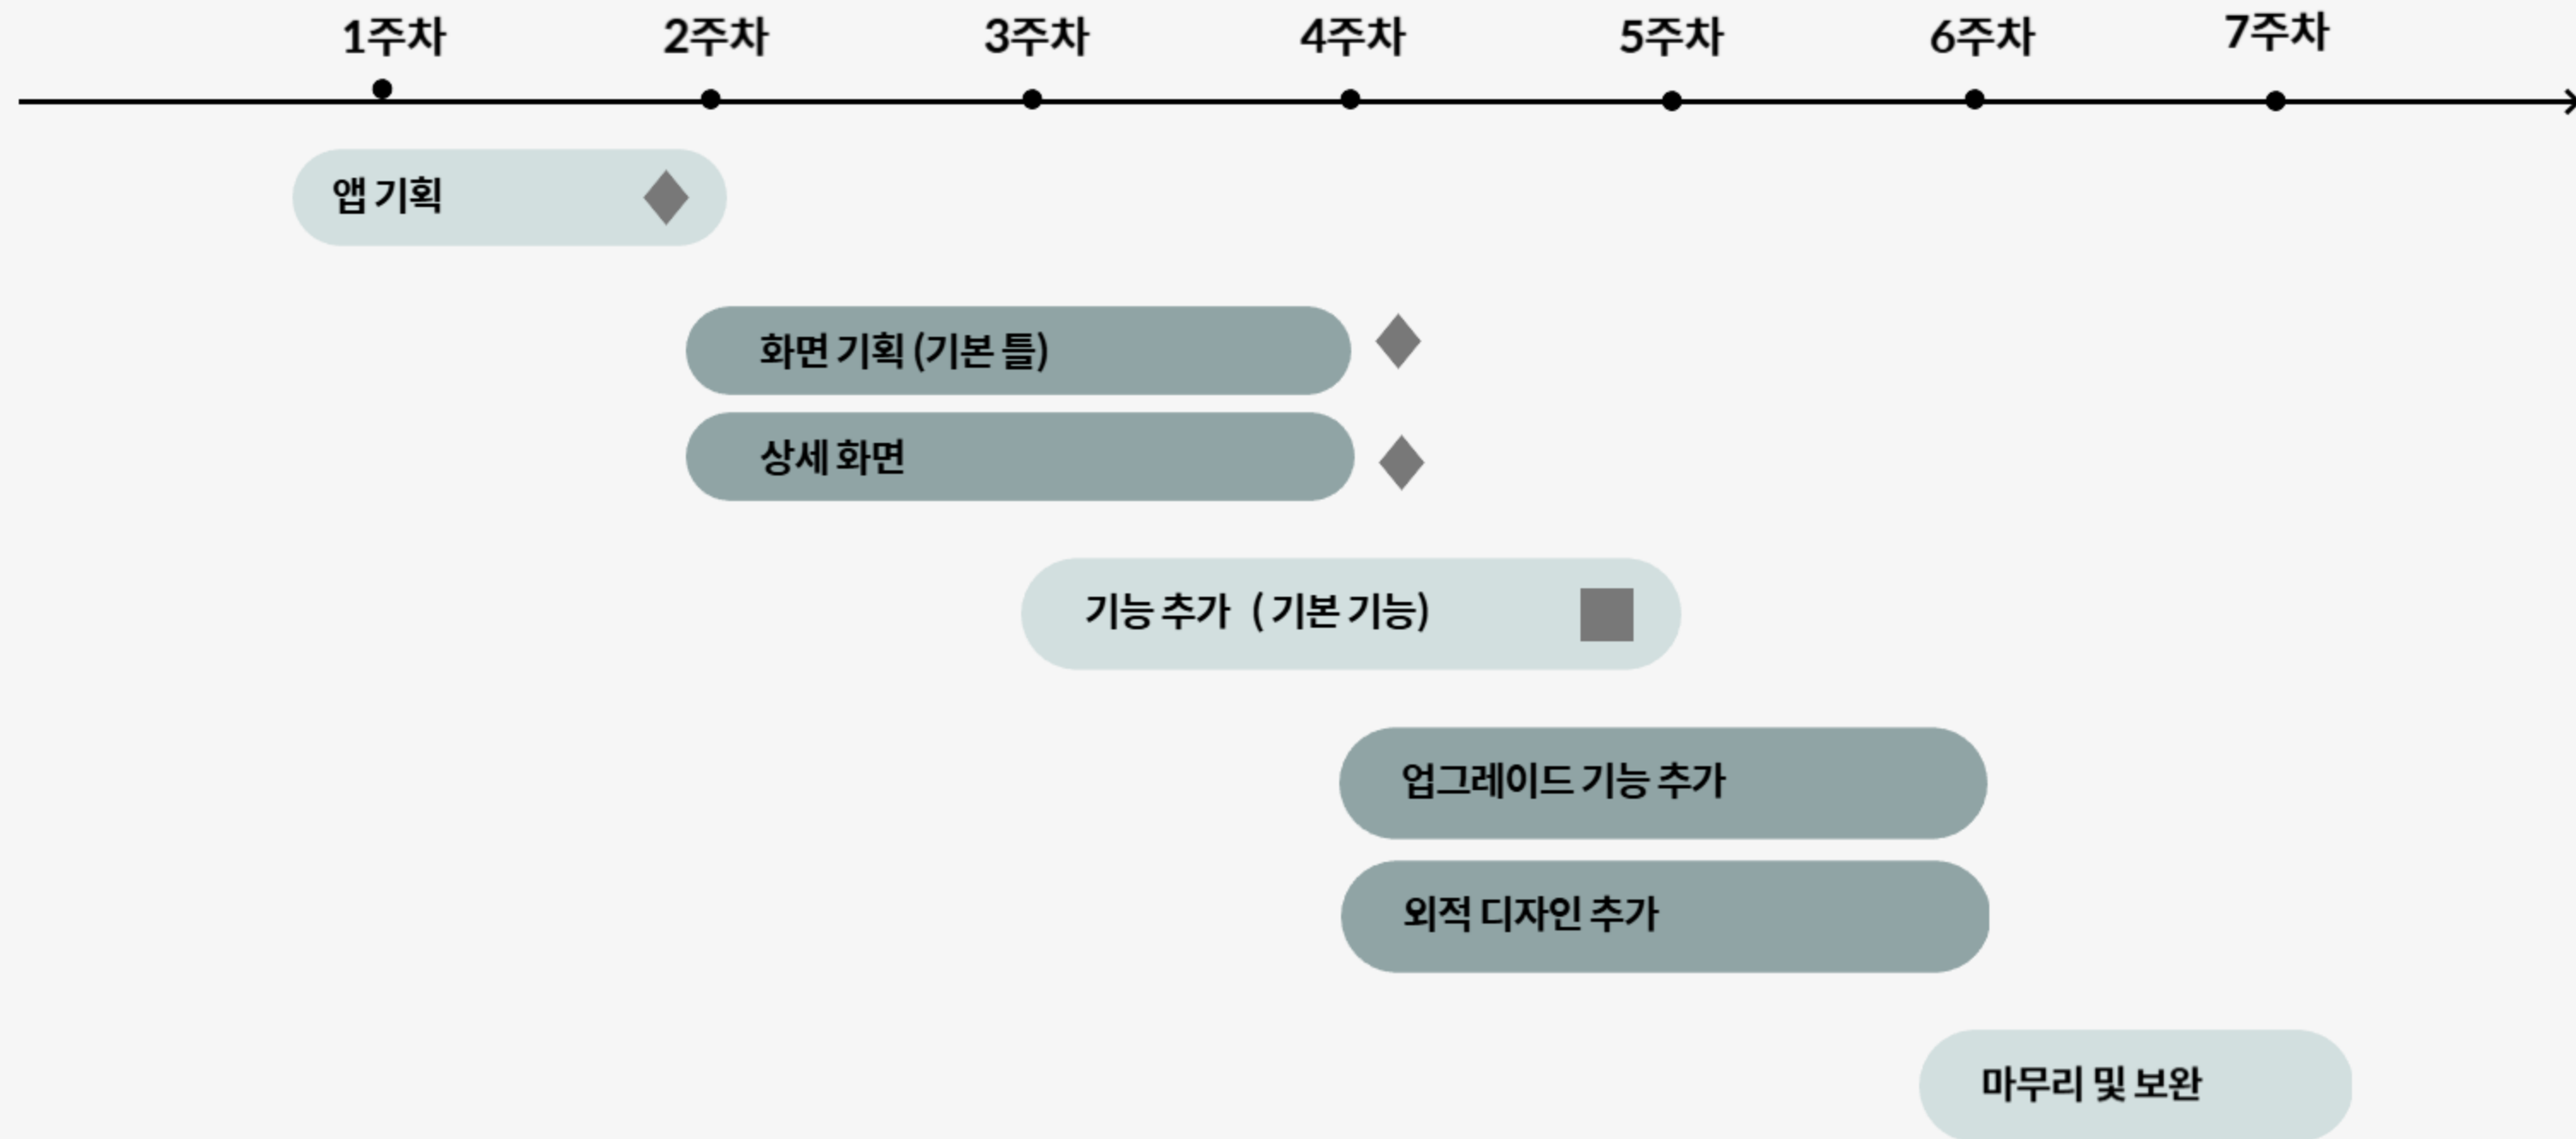 1주차 2주차 3주차 4주차 5주차 6주차 7주차
앱 기획
화면 기획 (기본 틀)
상세 화면
기능 추가 ( 기본 기능)
업그레이드 기능 추가
외적 디자인 추가
마무리 및 보완